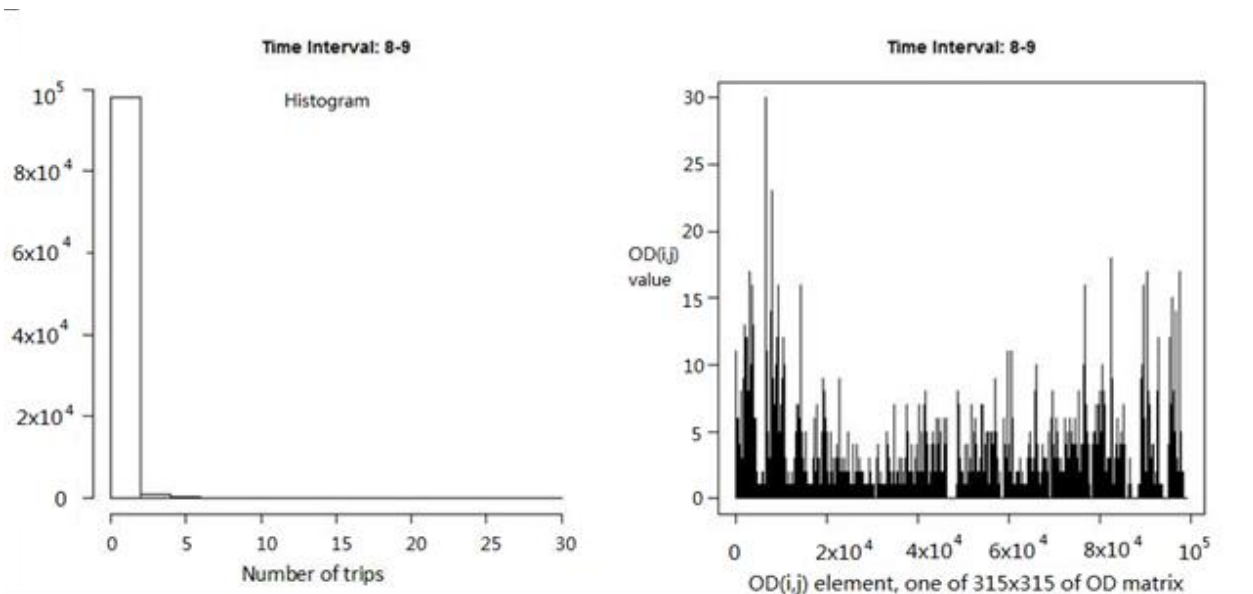 Time Interval: 8-9
Histogram
10^5
8x10^4
6x10^4
4x10^4
2x10^4
0
0 5 10 15 20 25 30
Number of trips
Time Interval: 8-9
30
25
20
OD(i,j)
value
15
10
5
0
0 2x10^4 4x10^4 6x10^4 8x10^4 10^5
OD(i,j) element, one of 315x315 of OD matrix